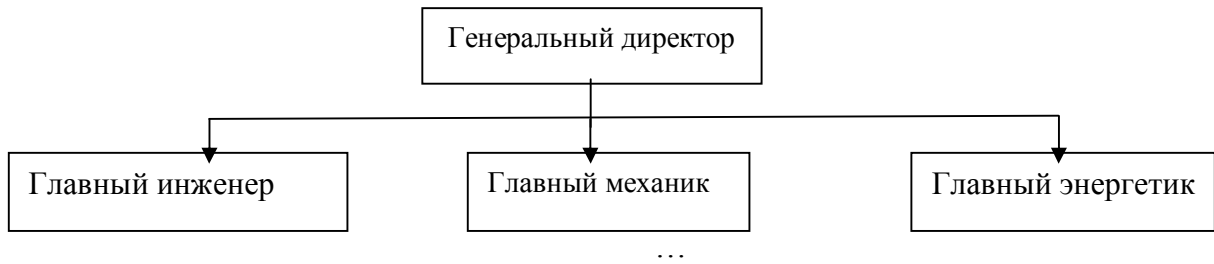 Генеральный директор
Главный инженер
Главный механик
Главный энергетик
…